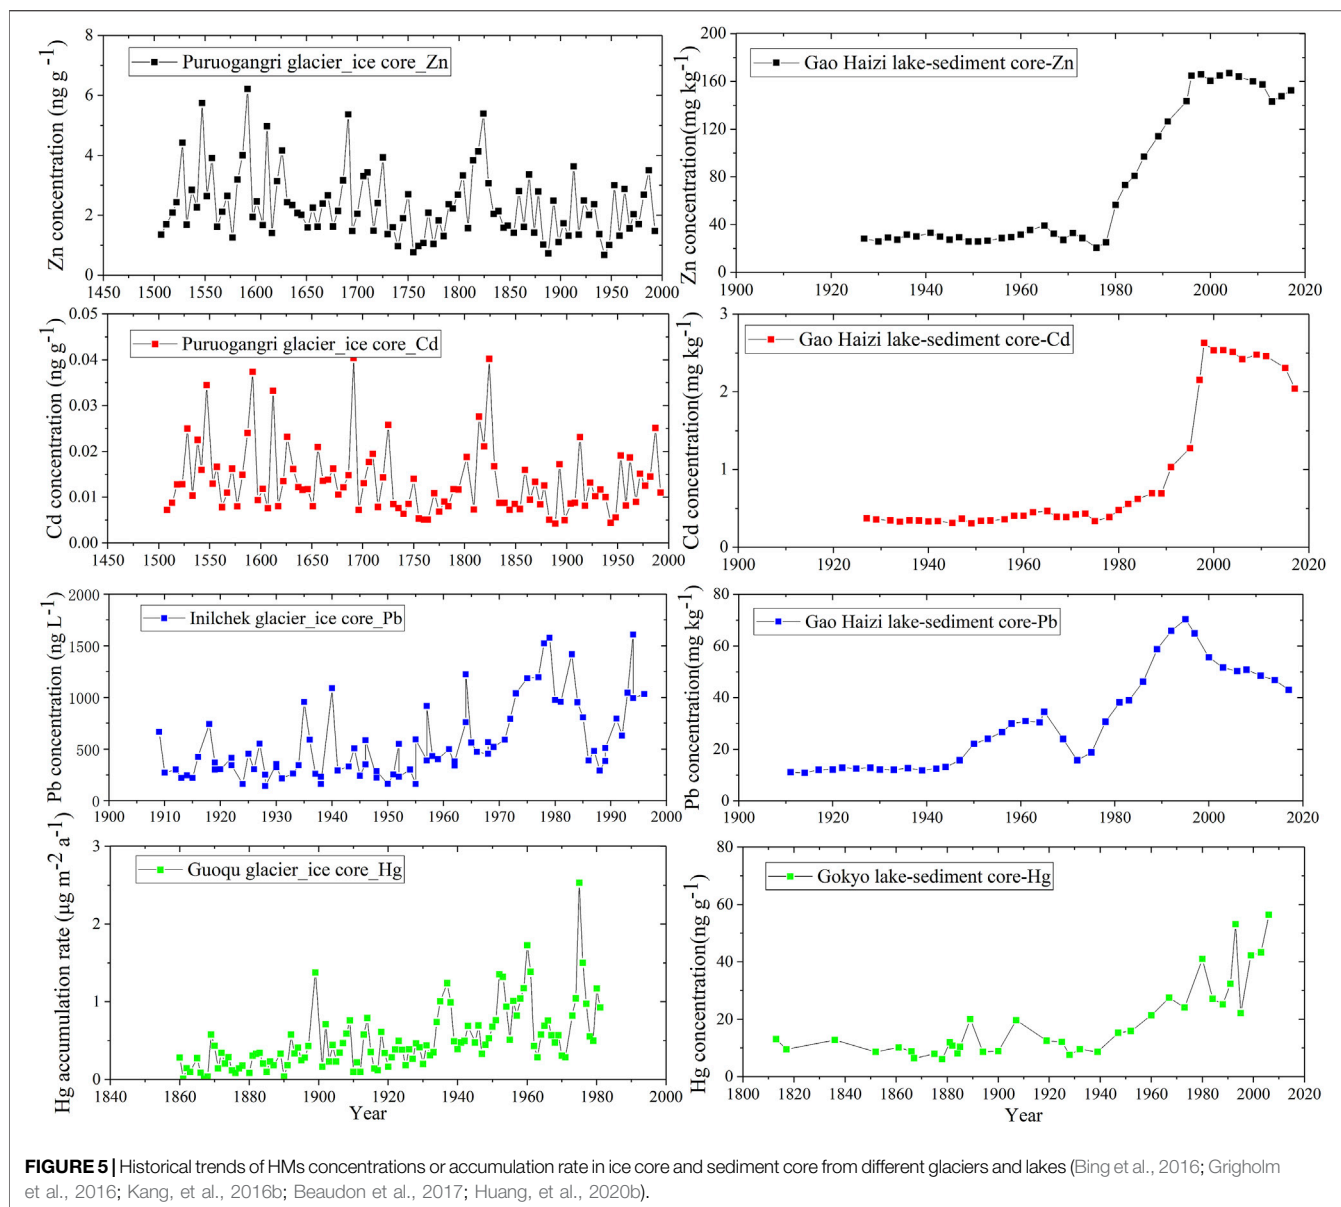 Zn concentration (ng g⁻¹)
8
6
4
2
0
Puruogangri glacier_ice core_Zn
1450 1500 1550 1600 1650 1700 1750 1800 1850 1900 1950 2000
Zn concentration(mg kg⁻¹)
200
160
120
80
40
0
Gao Haizi lake-sediment core-Zn
1900 1920 1940 1960 1980 2000 2020
Cd concentration (ng g⁻¹)
0.05
0.04
0.03
0.02
0.01
0.00
Puruogangri glacier_ice core_Cd
1450 1500 1550 1600 1650 1700 1750 1800 1850 1900 1950 2000
Cd concentration(mg kg⁻¹)
3
2
1
0
Gao Haizi lake-sediment core-Cd
1900 1920 1940 1960 1980 2000 2020
Pb concentration (ng L⁻¹)
2000
1500
1000
500
0
Inilchek glacier_ice core_Pb
1900 1910 1920 1930 1940 1950 1960 1970 1980 1990 2000
Pb concentration(mg kg⁻¹)
80
60
40
20
0
Gao Haizi lake-sediment core-Pb
1900 1920 1940 1960 1980 2000 2020
Hg accumulation rate (μg m⁻² a⁻¹)
3
2
1
0
Guoqu glacier_ice core_Hg
1840 1860 1880 1900 1920 1940 1960 1980 2000
Year
Hg concentration(ng g⁻¹)
80
60
40
20
0
Gokyo lake-sediment core-Hg
1800 1820 1840 1860 1880 1900 1920 1940 1960 1980 2000 2020
Year
FIGURE 5 | Historical trends of HMs concentrations or accumulation rate in ice core and sediment core from different glaciers and lakes (Bing et al., 2016; Grigholm
et al., 2016; Kang, et al., 2016b; Beaudon et al., 2017; Huang, et al., 2020b).